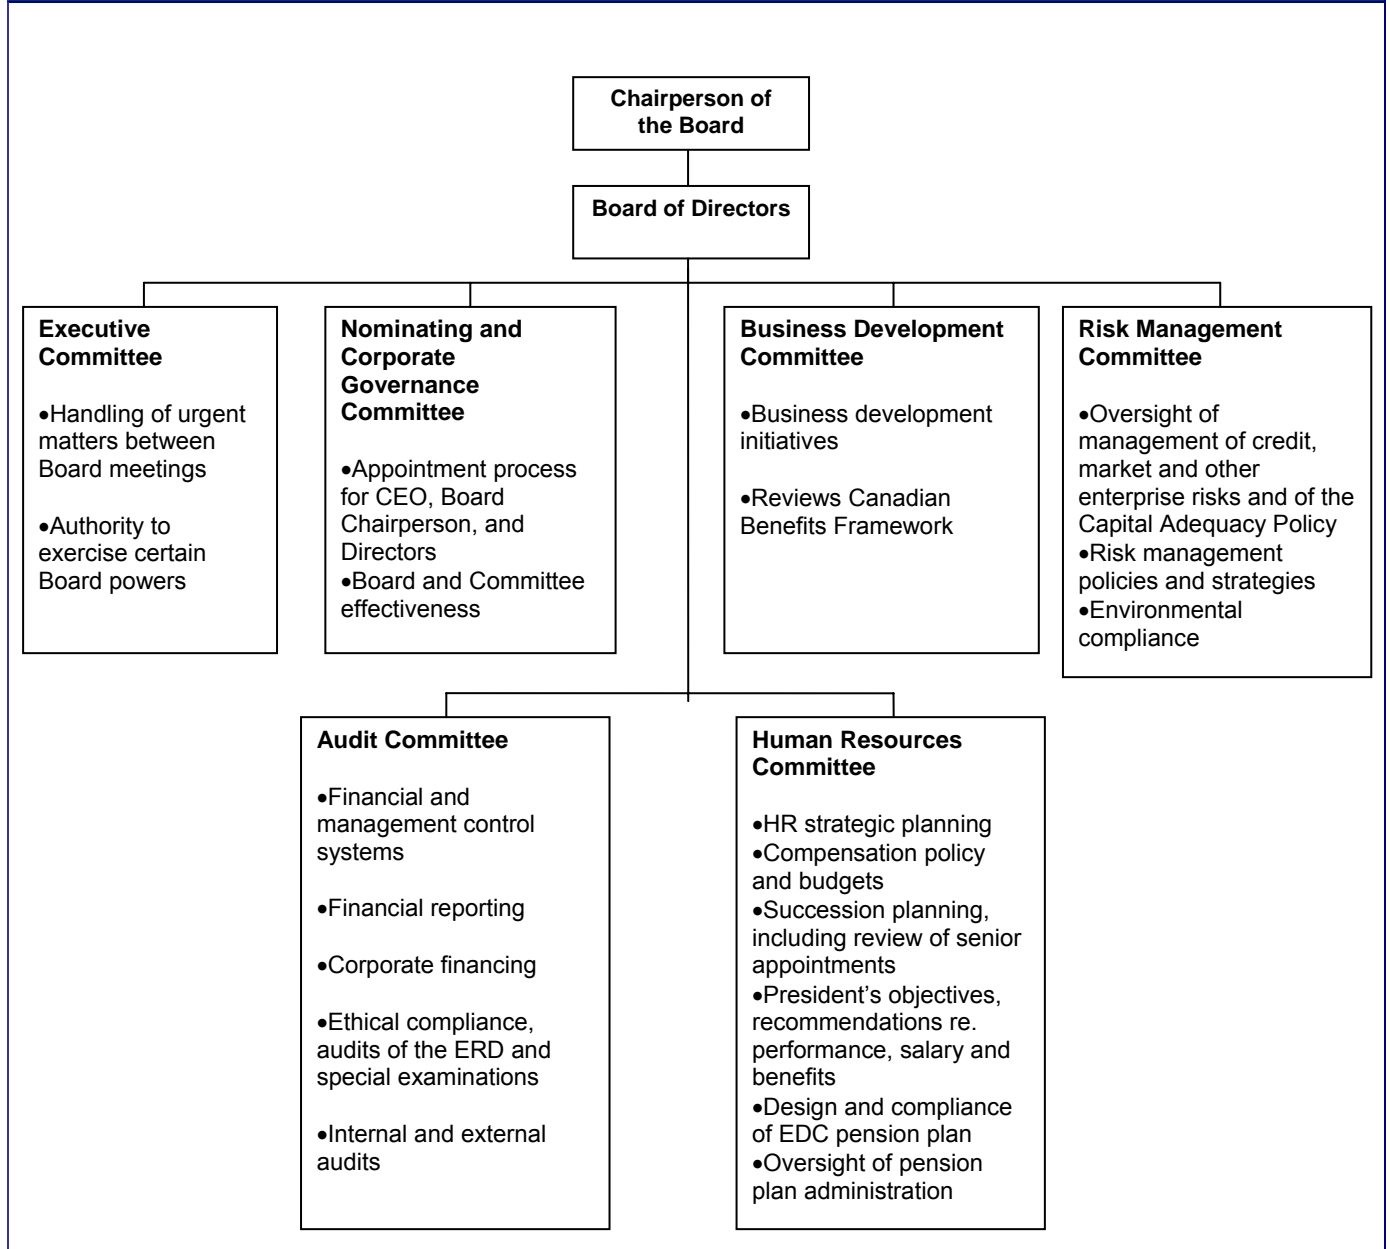 Chairperson of
the Board
Board of Directors
Executive
Committee
•Handling of urgent
matters between
Board meetings
•Authority to
exercise certain
Board powers
Nominating and
Corporate
Governance
Committee
•Appointment process
for CEO, Board
Chairperson, and
Directors
•Board and Committee
effectiveness
Business Development
Committee
•Business development
initiatives
•Reviews Canadian
Benefits Framework
Risk Management
Committee
•Oversight of
management of credit,
market and other
enterprise risks and of the
Capital Adequacy Policy
•Risk management
policies and strategies
•Environmental
compliance
Audit Committee
•Financial and
management control
systems
•Financial reporting
•Corporate financing
•Ethical compliance,
audits of the ERD and
special examinations
•Internal and external
audits
Human Resources
Committee
•HR strategic planning
•Compensation policy
and budgets
•Succession planning,
including review of senior
appointments
•President’s objectives,
recommendations re.
performance, salary and
benefits
•Design and compliance
of EDC pension plan
•Oversight of pension
plan administration